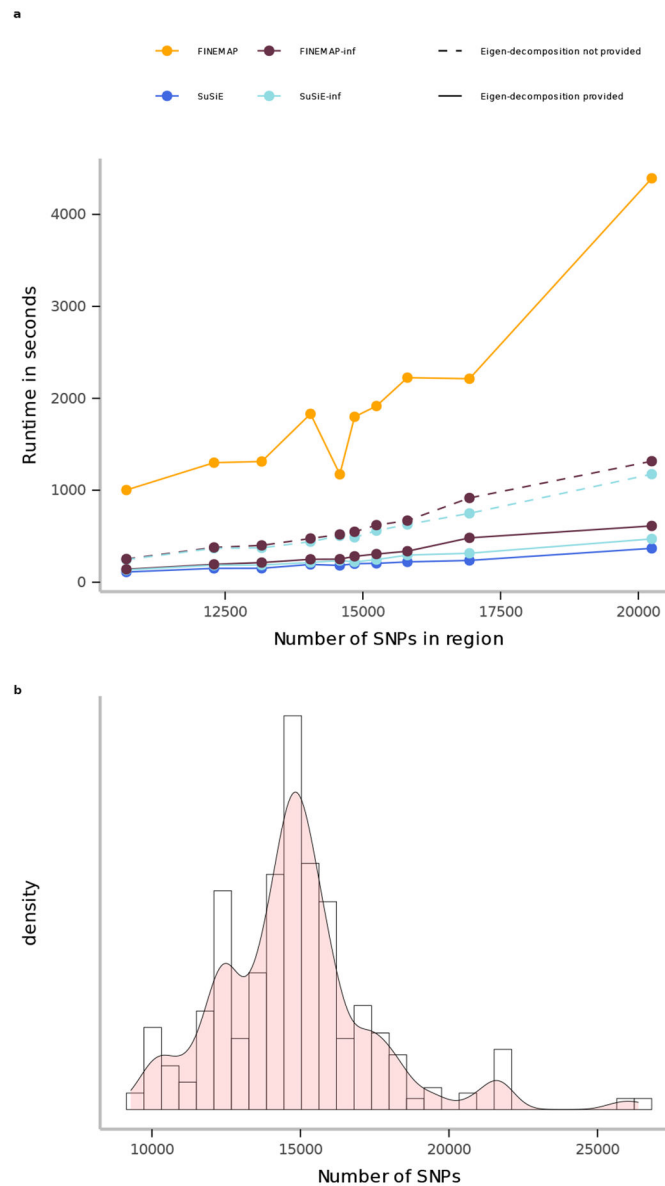 a
FINEMAP FINEMAP-inf Eigen-decomposition not provided
SuSiE SuSiE-inf Eigen-decomposition provided
4000
3000
2000
1000
0
Runtime in seconds
12500 15000 17500 20000
Number of SNPs in region
b
density
10000 15000 20000 25000
Number of SNPs